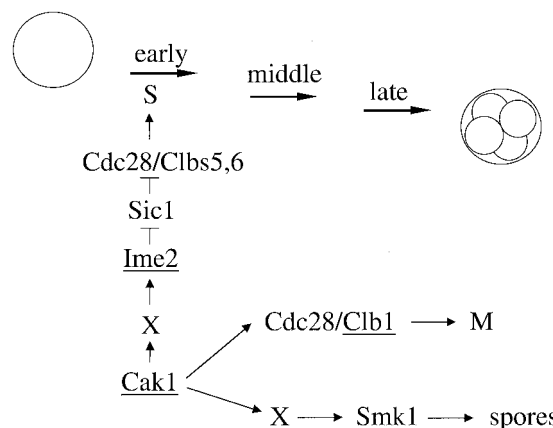 early
middle
late
S
Cdc28/Clbs5,6
Sic1
Ime2
X
Cdc28/Clb1 M
Cak1
X Smk1 spores